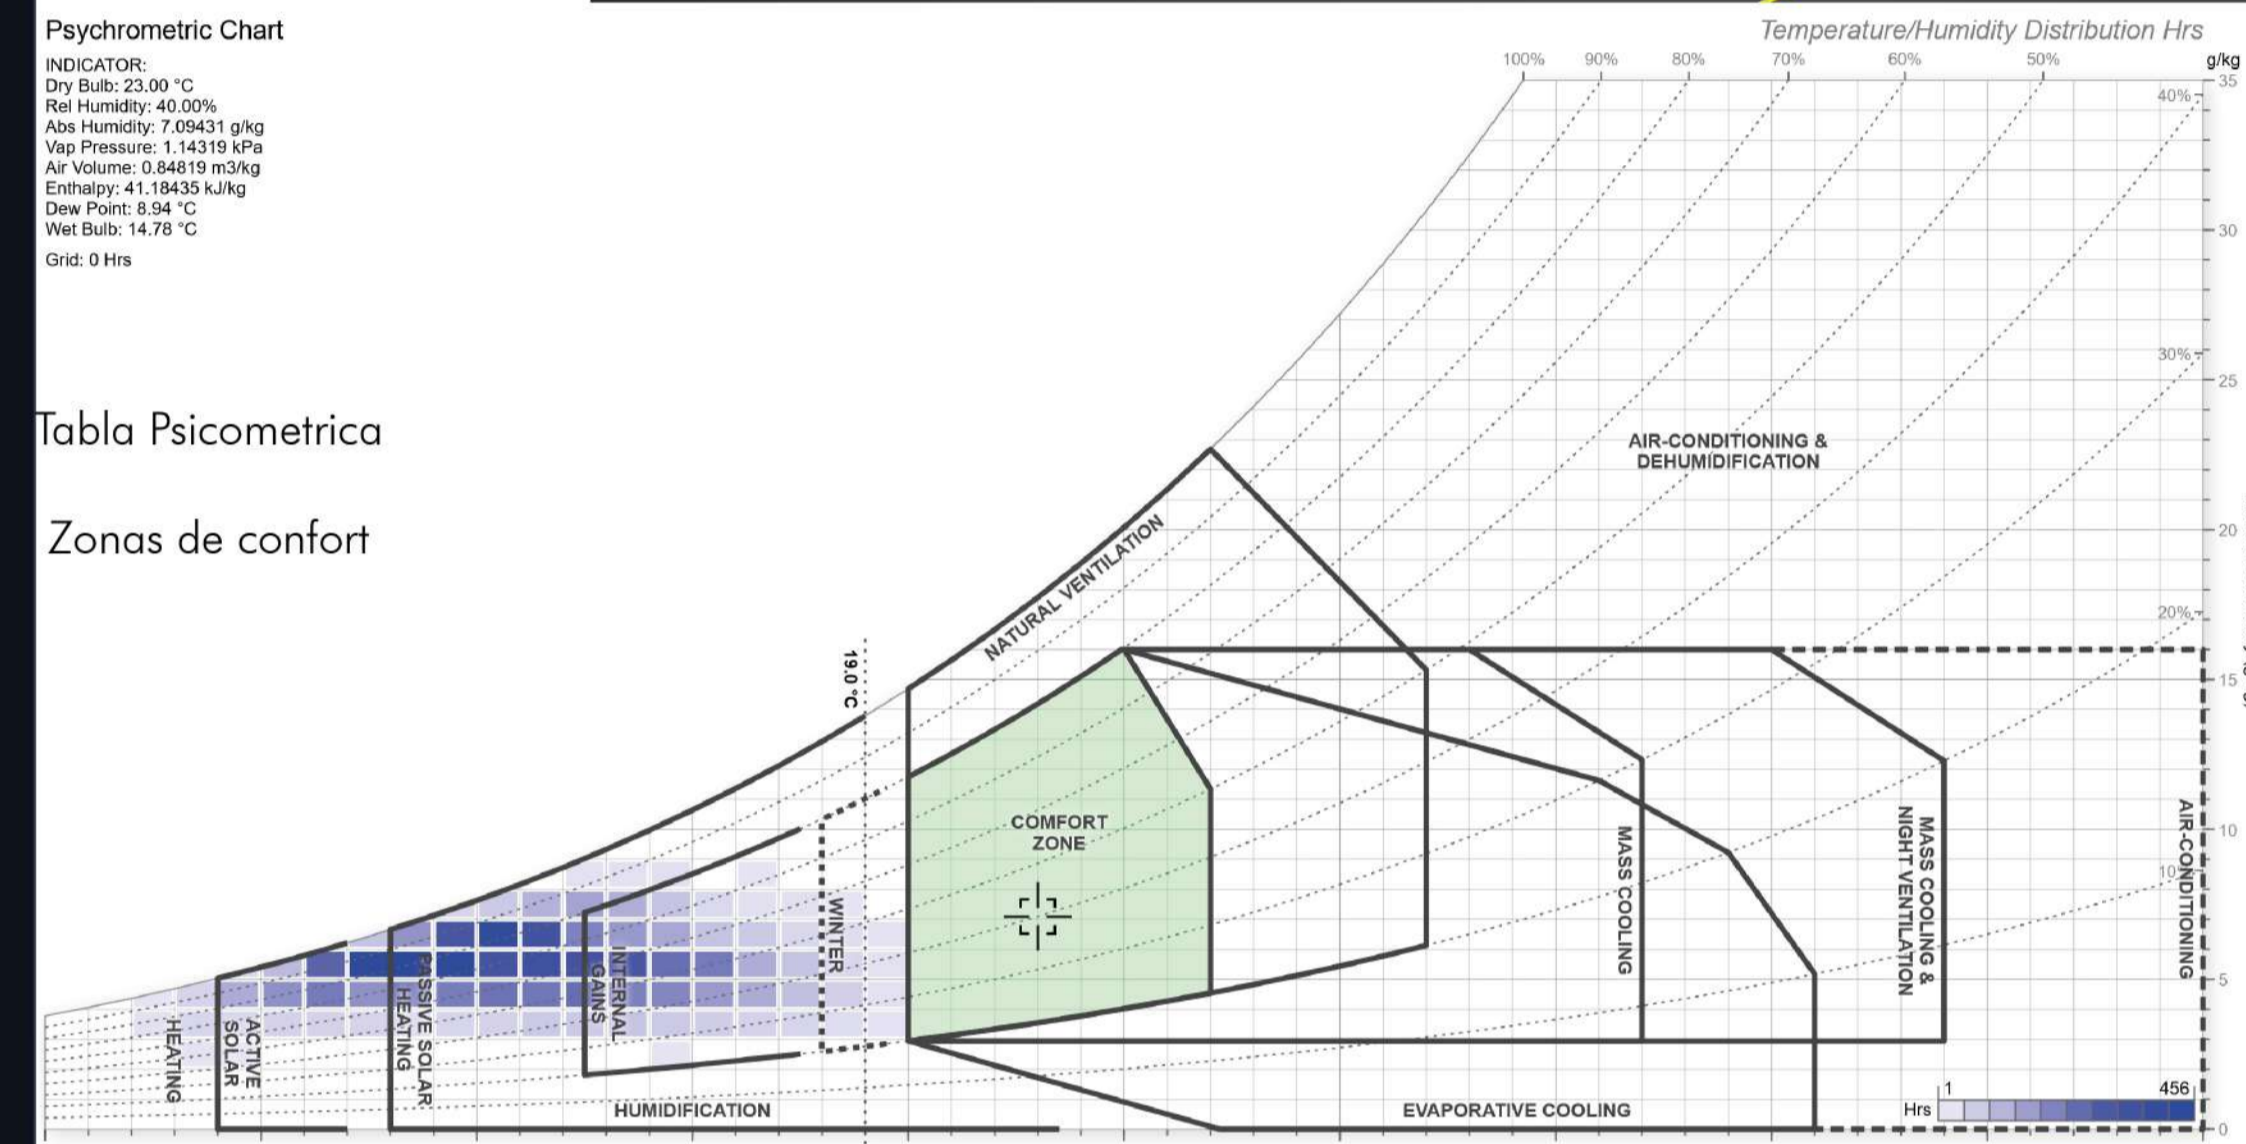 Psychrometric Chart
Temperature/Humidity Distribution Hrs
INDICATOR:
Dry Bulb: 23.00 °C
Rel Humidity: 40.00%
Abs Humidity: 7.09431 g/kg
Vap Pressure: 1.14319 kPa
Air Volume: 0.84819 m3/kg
Enthalpy: 41.18435 kJ/kg
Dew Point: 8.94 °C
Wet Bulb: 14.78 °C
Grid: 0 Hrs
100% 90% 80% 70% 60% 50%
g/kg
35
40%
30
25
30%
20
20%
15
10
10
5
0
Tabla Psicometrica
Zonas de confort
AIR-CONDITIONING &
DEHUMIDIFICATION
NATURAL VENTILATION
19.0 °C
COMFORT
ZONE
WINTER
INTERNAL
GAINS
PASSIVE SOLAR
HEATING
ACTIVE
SOLAR
HEATING
MASS COOLING
MASS COOLING &
NIGHT VENTILATION
AIR-CONDITIONING
HUMIDIFICATION
EVAPORATIVE COOLING
1 456
Hrs